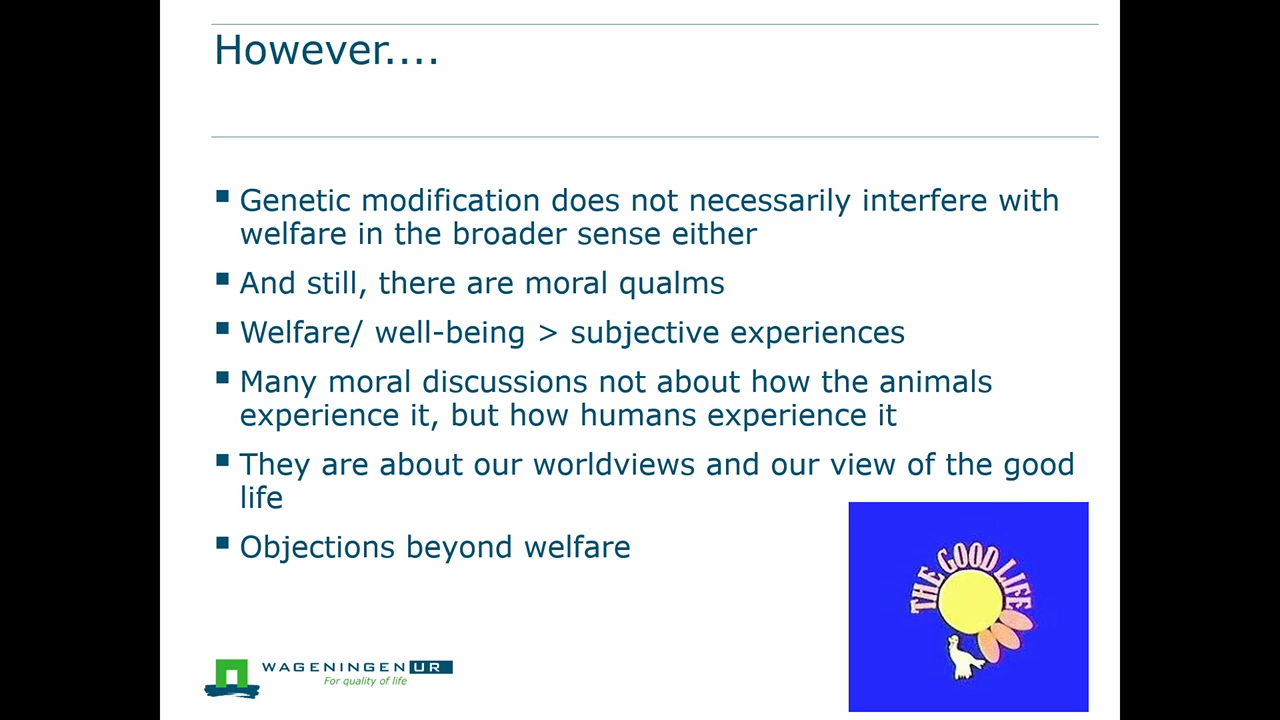 However....
Genetic modification does not necessarily interfere with
welfare in the broader sense either
And still, there are moral qualms
Welfare/ well-being > subjective experiences
Many moral discussions not about how the animals
experience it, but how humans experience it
They are about our worldviews and our view of the good
life
Objections beyond welfare
THE GOOD LIFE
WAGENINGEN UR
For quality of life